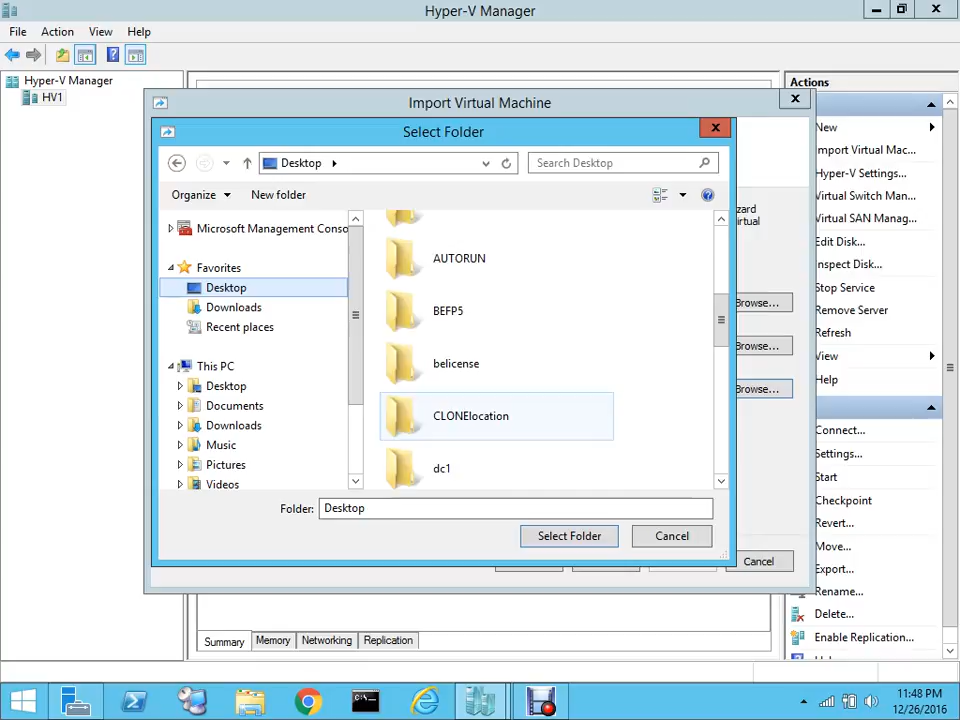 Hyper-V Manager
File
Action
View
Help
Hyper-V Manager
HV1
Import Virtual Machine
Select Folder
Desktop
Search Desktop
Organize
New folder
Microsoft Management Conso
Favorites
Desktop
Downloads
Recent places
This PC
Desktop
Documents
Downloads
Music
Pictures
Videos
AUTORUN
BEFP5
belicense
CLONElocation
dc1
Folder:
Desktop
Select Folder
Cancel
zard
virtual
Browse...
Browse...
Browse...
Cancel
Summary
Memory
Networking
Replication
Actions
New
Import Virtual Mac...
Hyper-V Settings...
Virtual Switch Man...
Virtual SAN Manag...
Edit Disk...
Inspect Disk...
Stop Service
Remove Server
Refresh
View
Help
Connect...
Settings...
Start
Checkpoint
Revert...
Move...
Export...
Rename...
Delete...
Enable Replication...
11:48 PM
12/26/2016